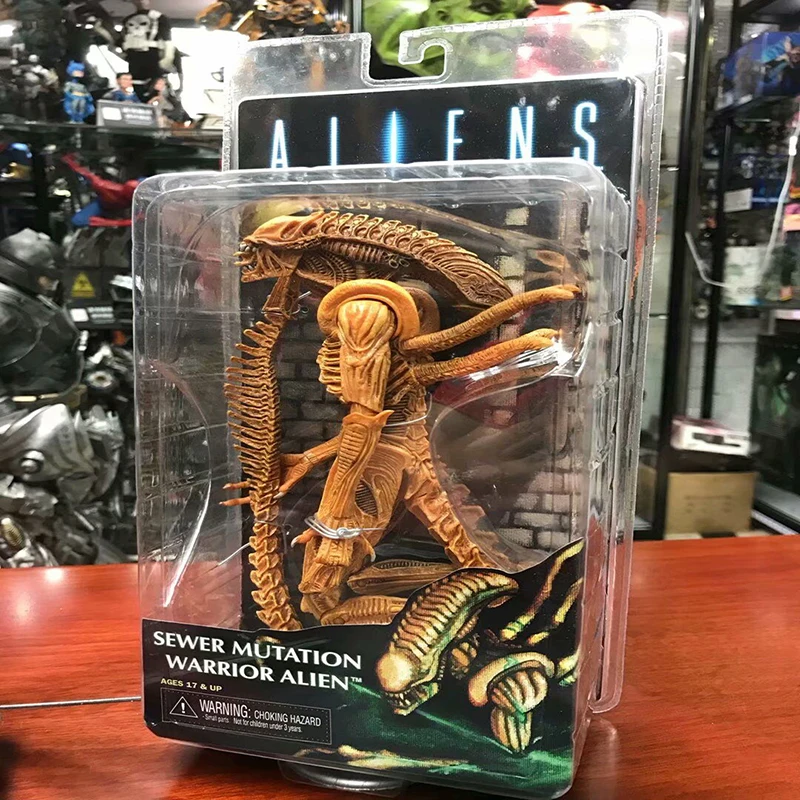 ALIENS
SEWER MUTATION
WARRIOR ALIEN™
AGES 17 & UP
WARNING: CHOKING HAZARD
-Small parts Not for children under 3 years